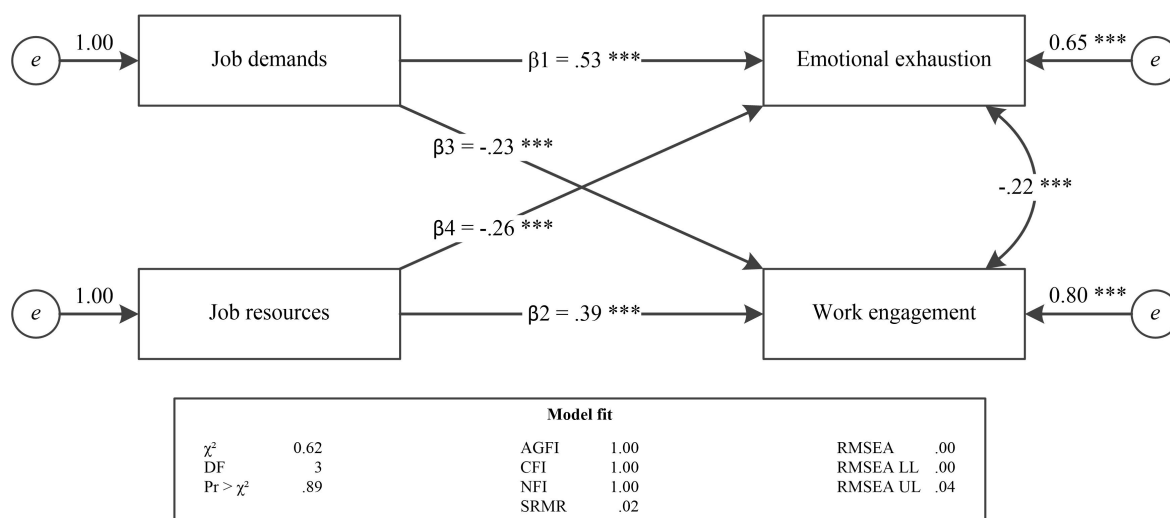 1.00
Job demands
β1 = .53 ***
Emotional exhaustion
0.65 ***
e
e
β3 = -.23 ***
-.22 ***
β4 = -.26 ***
1.00
Job resources
β2 = .39 ***
Work engagement
0.80 ***
e
e
Model fit
χ² 0.62 AGFI 1.00 RMSEA .00
DF 3 CFI 1.00 RMSEA LL .00
Pr > χ² .89 NFI 1.00 RMSEA UL .04
SRMR .02